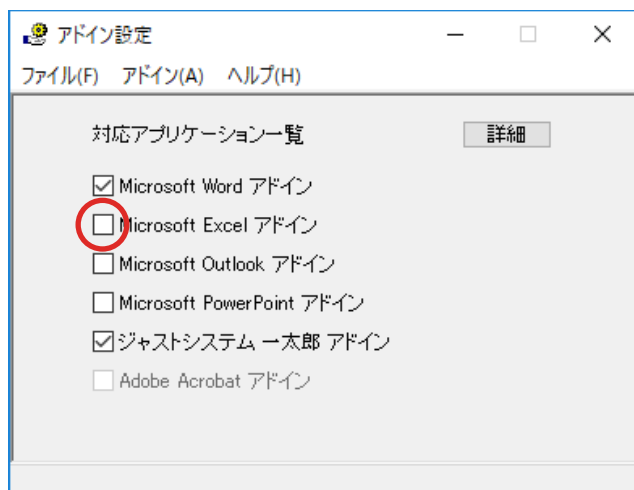 アドイン設定
ファイル(F) アドイン(A) ヘルプ(H)
対応アプリケーション一覧 詳細
Microsoft Word アドイン
Microsoft Excel アドイン
Microsoft Outlook アドイン
Microsoft PowerPoint アドイン
ジャストシステム 一太郎 アドイン
Adobe Acrobat アドイン